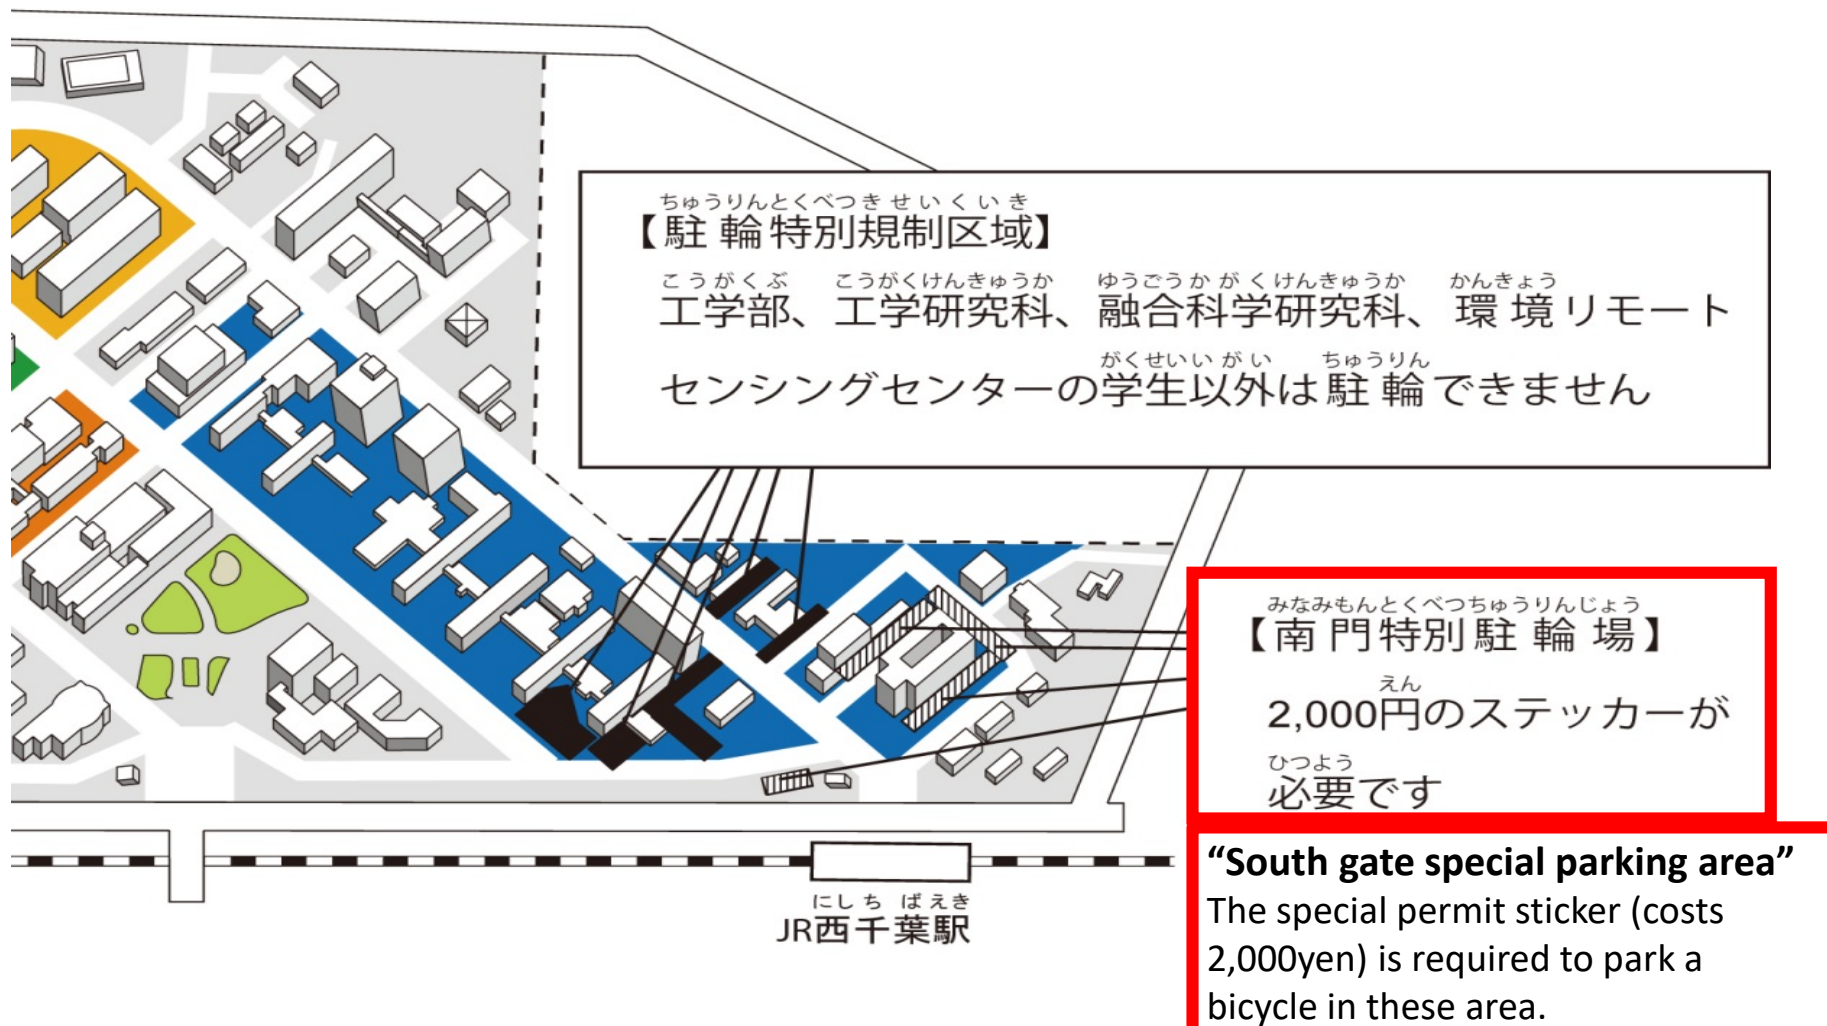 ちゅうりんとくべつきせいくいき
【駐輪特別規制区域】
こうがくぶ こうがくけんきゅうか ゆうごうかがくけんきゅうか かんきょう
工学部、工学研究科、融合科学研究科、環境リモート
がくせいいがい ちゅうりん
センシングセンターの学生以外は駐輪できません
みなみもんとくべつちゅうりんじょう
【南門特別駐輪場】
えん
2,000円のステッカーが
ひつよう
必要です
“South gate special parking area”
The special permit sticker (costs
2,000yen) is required to park a
bicycle in these area.
にしちばえき
JR西千葉駅